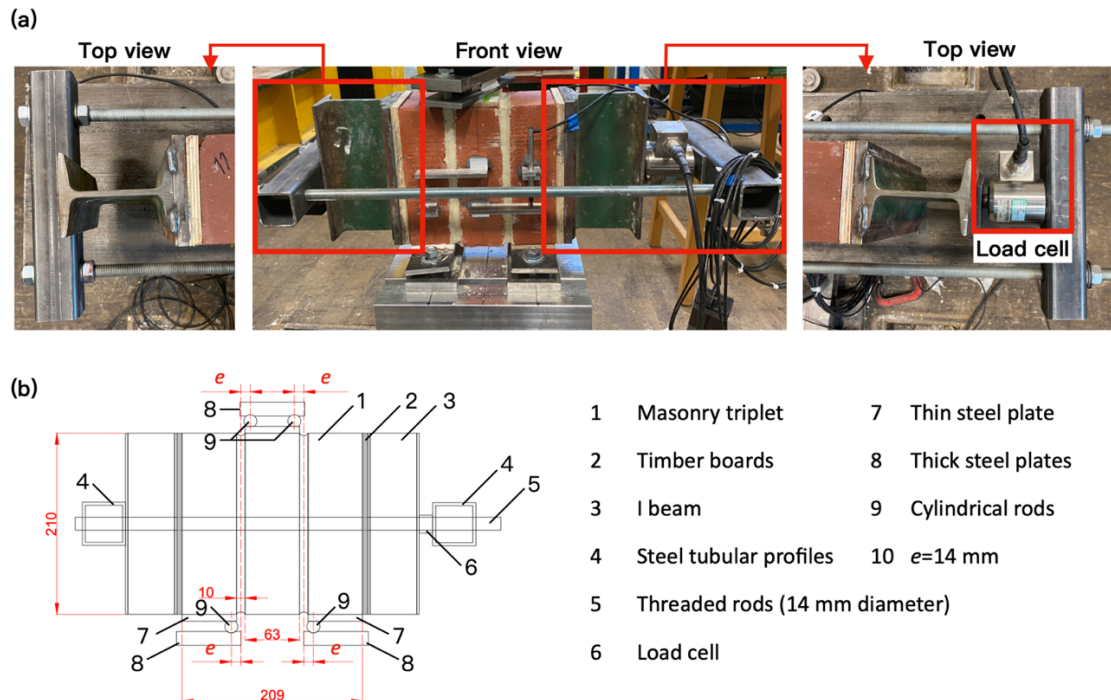 (a)
Top view
Front view
Top view
Load cell
(b)
e
e
8
1
2
3
9
4
4
5
210
6
10
9
9
7
63
7
8
e
e
8
209
1 Masonry triplet
2 Timber boards
3 I beam
4 Steel tubular profiles
5 Threaded rods (14 mm diameter)
6 Load cell
7 Thin steel plate
8 Thick steel plates
9 Cylindrical rods
10 e=14 mm